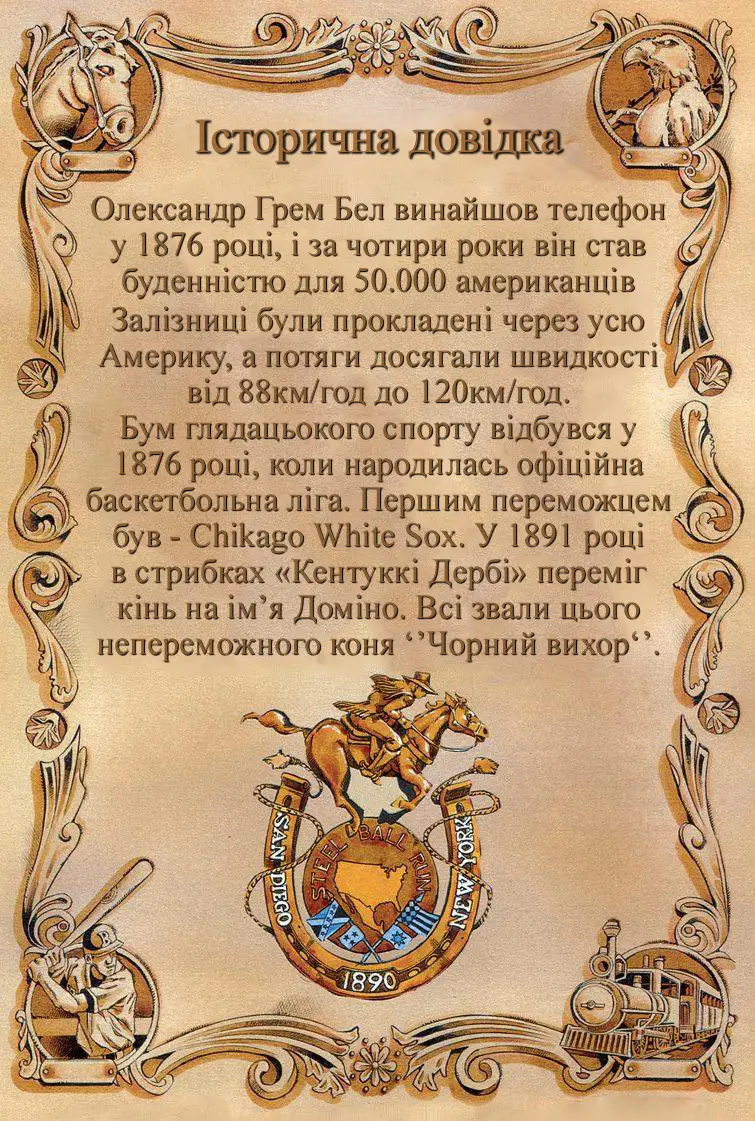 Історична довідка
Олександр Грем Бел винайшов телефон
у 1876 році, і за чотири роки він став
буденністю для 50.000 американців
Залізниці були прокладені через усю
Америку, а потяги досягали швидкості
від 88км/год до 120км/год.
Бум глядацьокого спорту відбувся у
1876 році, коли народилась офіційна
баскетбольна ліга. Першим переможцем
був - Chikago White Sox. У 1891 році
в стрибках «Кентуккі Дербі» переміг
кінь на ім’я Доміно. Всі звали цього
непереможного коня ‘’Чорний вихор‘’.
STEEL BALL RUN
SAN DIEGO
NEW YORK
1890